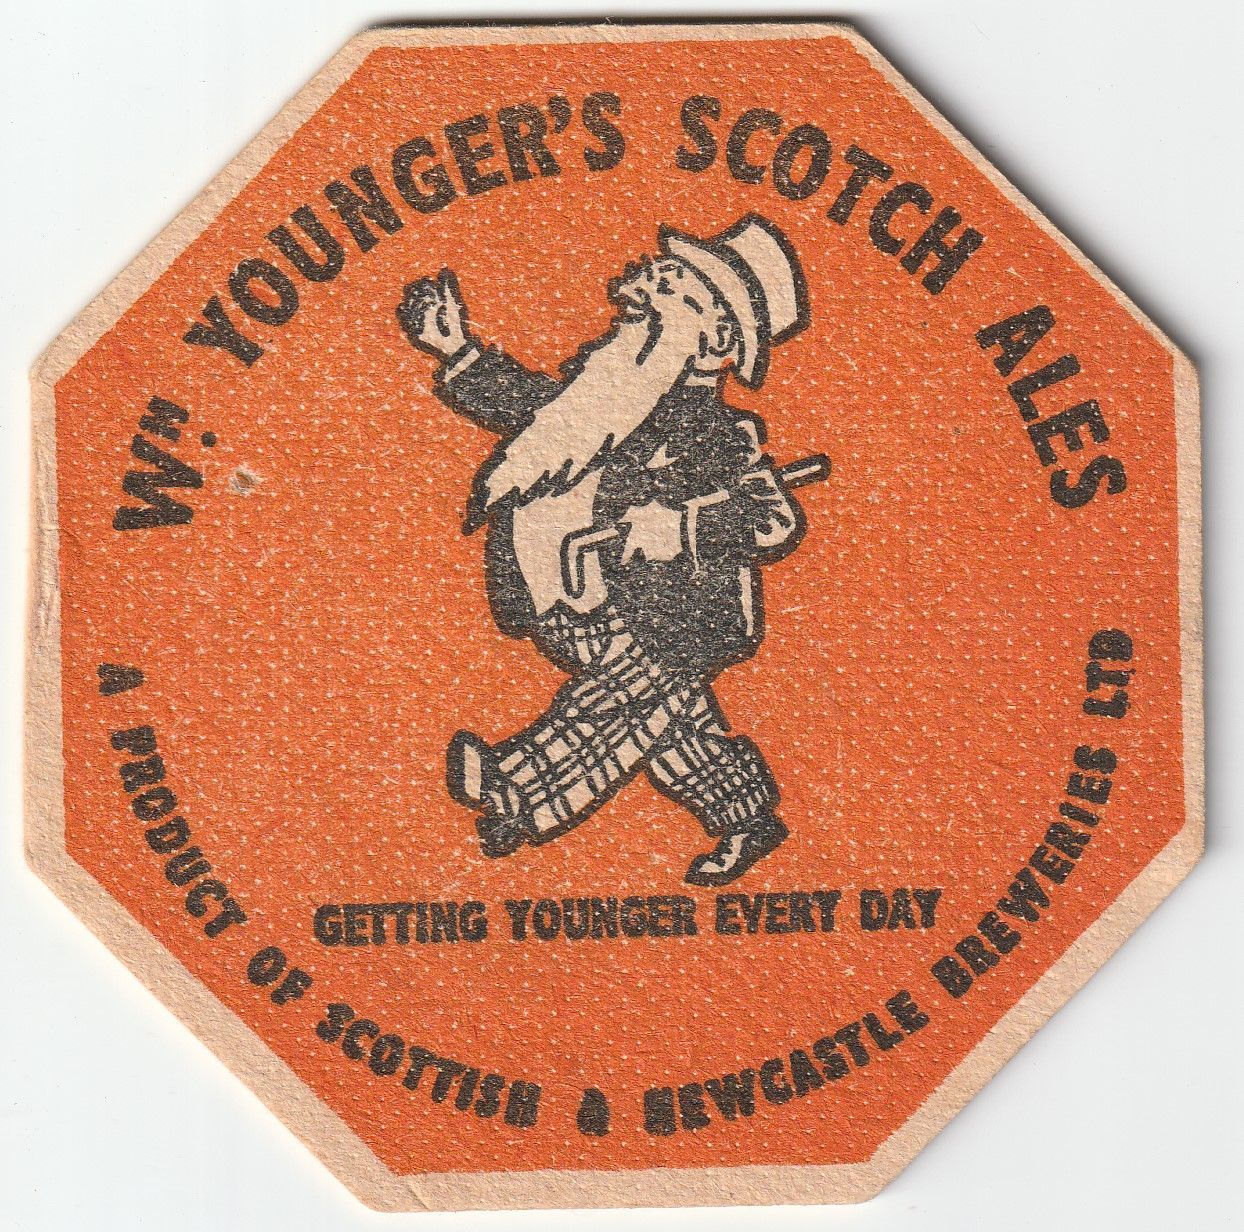 Wᴹ. YOUNGER'S SCOTCH ALES
GETTING YOUNGER EVERY DAY
A PRODUCT OF SCOTTISH & NEWCASTLE BREWERIES LTD